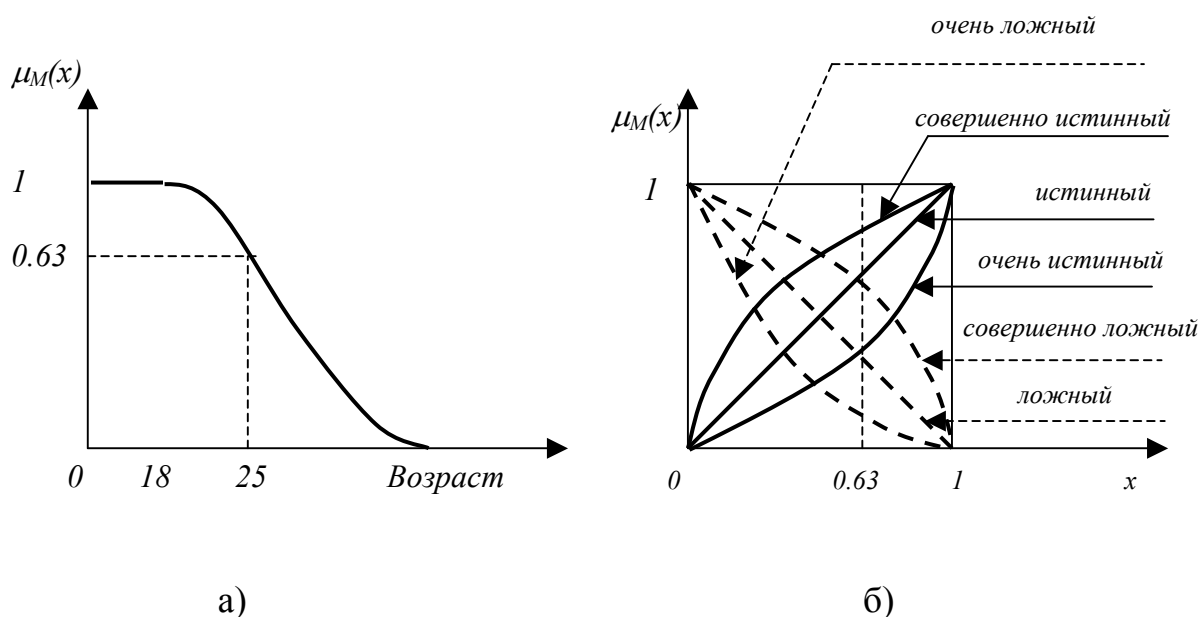 μM(x)
1
0.63
0
18
25
Возраст
а)
очень ложный
μM(x)
совершенно истинный
1
истинный
очень истинный
совершенно ложный
ложный
0
0.63
1
x
б)